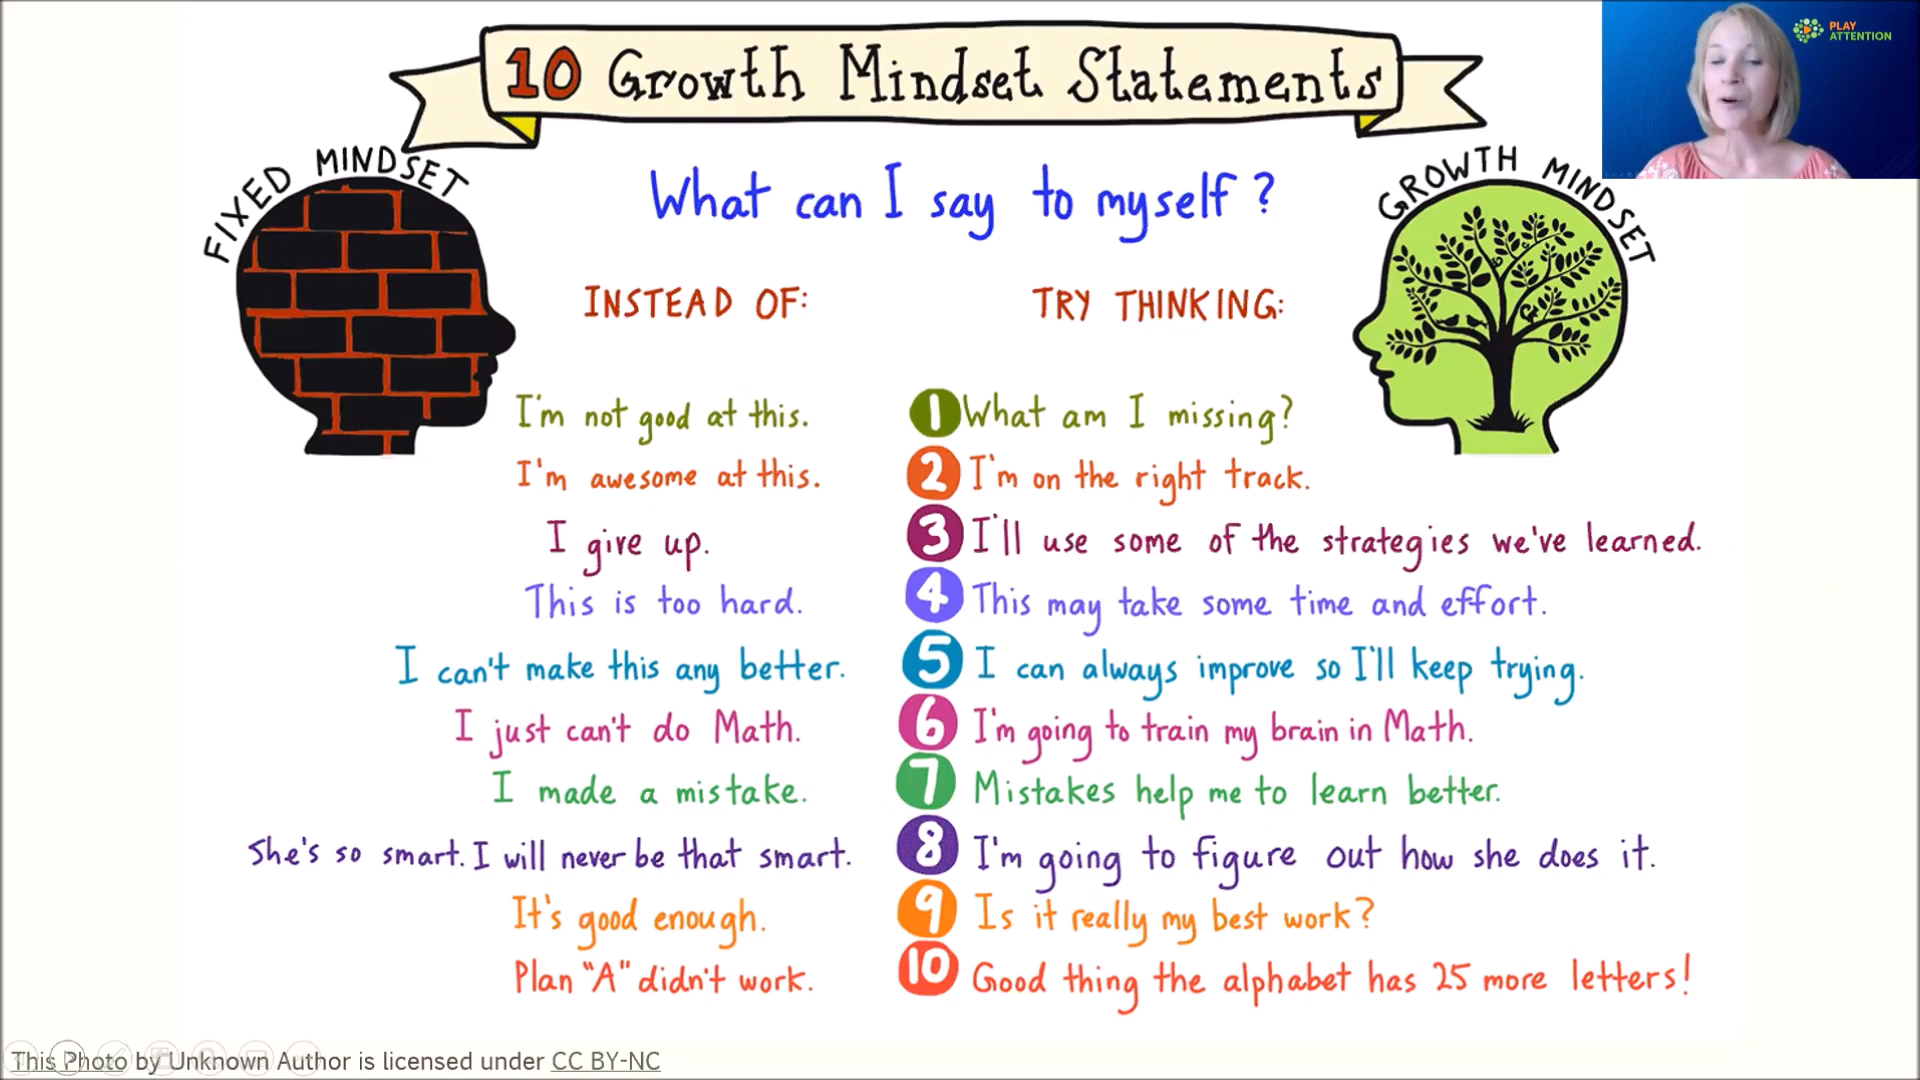 10 Growth Mindset Statements
PLAY
ATTENTION
FIXED MINDSET
GROWTH MINDSET
What can I say to myself?
INSTEAD OF:
TRY THINKING:
I'm not good at this.
1 What am I missing?
I'm awesome at this.
2 I'm on the right track.
I give up.
3 I'll use some of the strategies we've learned.
This is too hard.
4 This may take some time and effort.
I can't make this any better.
5 I can always improve so I'll keep trying.
I just can't do Math.
6 I'm going to train my brain in Math.
I made a mistake.
7 Mistakes help me to learn better.
She's so smart. I will never be that smart.
8 I'm going to figure out how she does it.
It's good enough.
9 Is it really my best work?
Plan "A" didn't work.
10 Good thing the alphabet has 25 more letters!
This Photo by Unknown Author is licensed under CC BY-NC